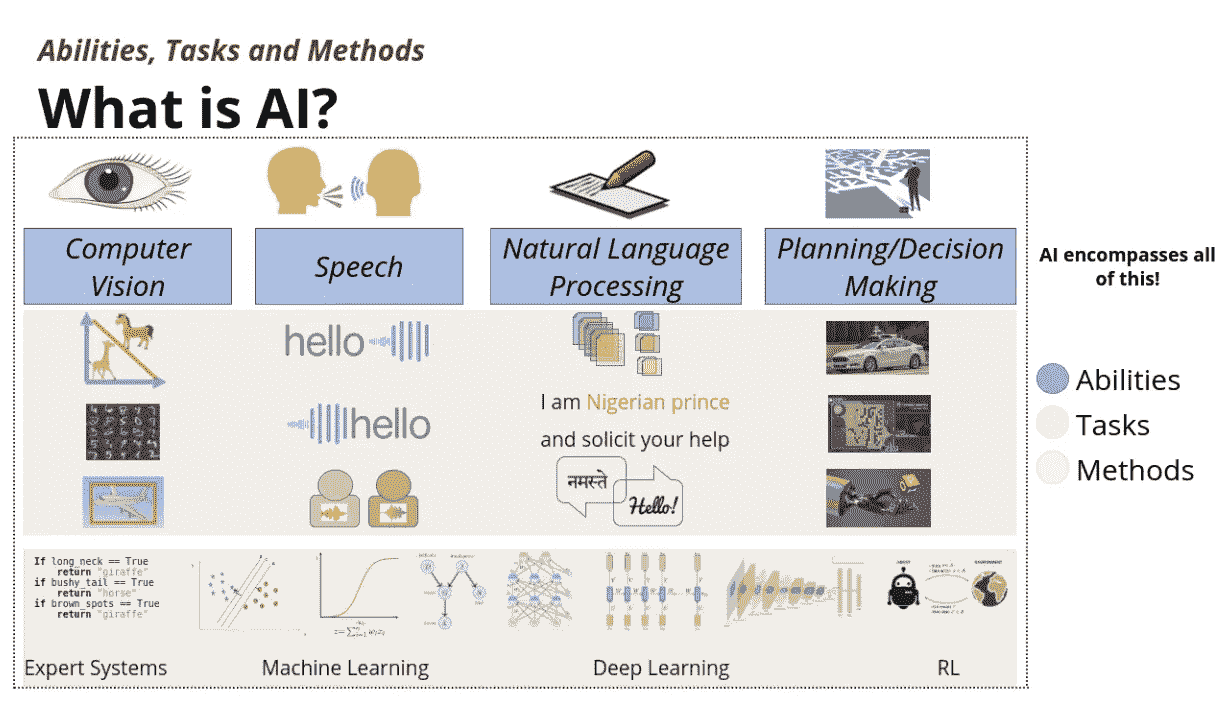 Abilities, Tasks and Methods
What is AI?
Computer
Vision
Speech
Natural Language
Processing
Planning/Decision
Making
AI encompasses all
of this!
hello
hello
I am Nigerian prince
and solicit your help
नमस्ते
Hello!
Abilities
Tasks
Methods
If long_neck == True
return "giraffe"
if bushy_tail == True
return "horse"
if brown_spots == True
return "giraffe"
AGENT
ENVIRONMENT
Expert Systems
Machine Learning
Deep Learning
RL